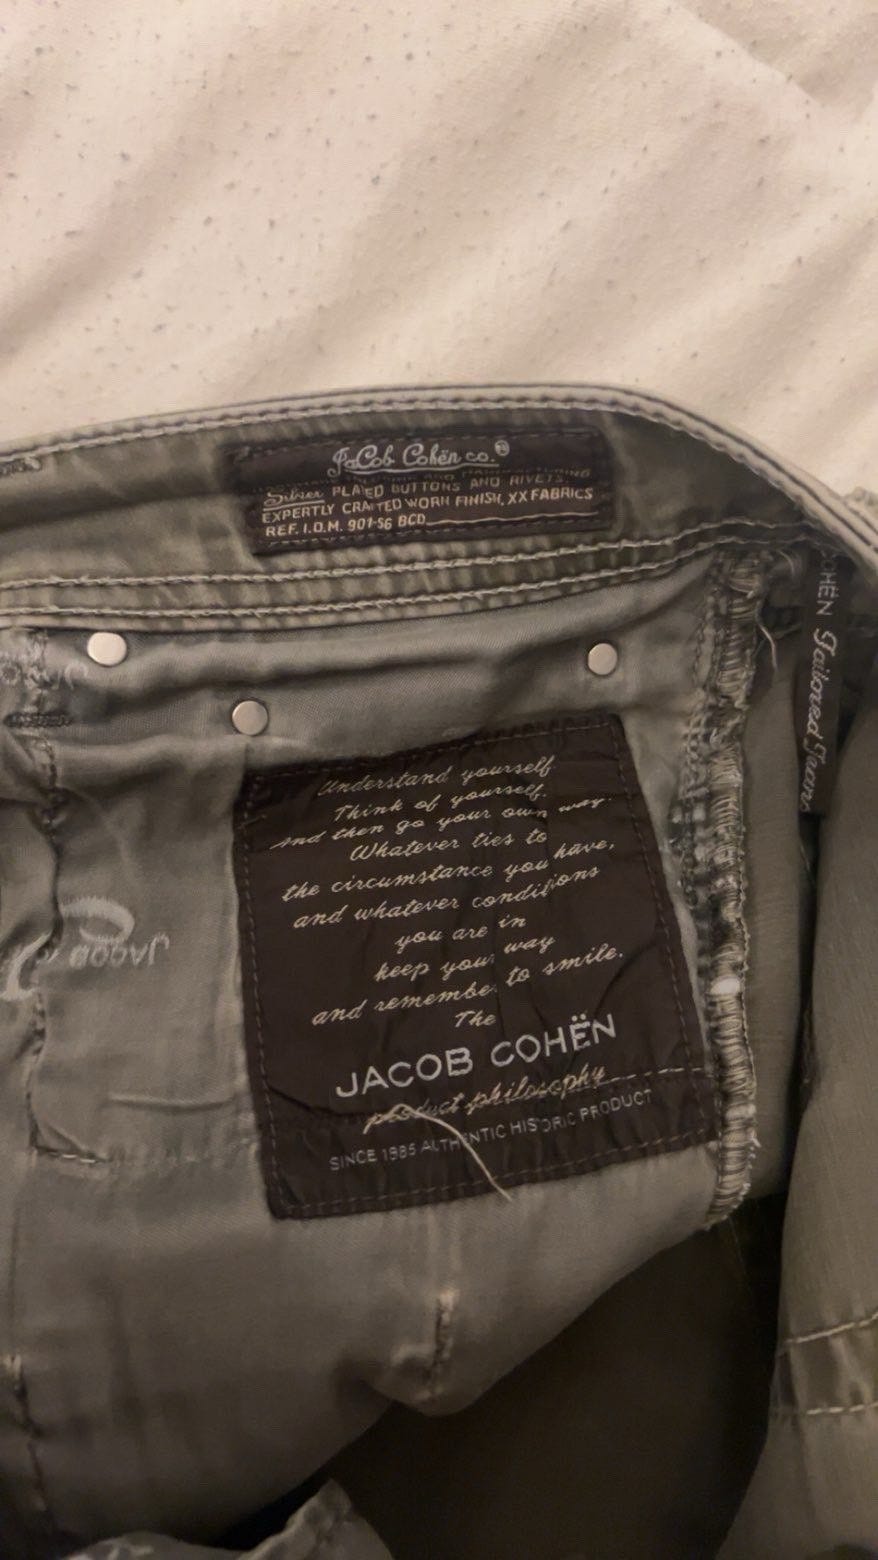 JaCob Cohën co.®
Silver PLATED BUTTONS AND RIVETS,
EXPERTLY CRAFTED WORN FINISH, XX FABRICS
REF. I.D.M. 901-56 BCD
COHËN Tailored Jeans
Understand yourself
Think of yourself.
and then go your own way.
Whatever ties to
the circumstance you have,
and whatever conditions
you are in
keep your way
and remember to smile.
The
JACOB COHËN
product philosophy
SINCE 1985 AUTHENTIC HISTORIC PRODUCT
JACOB